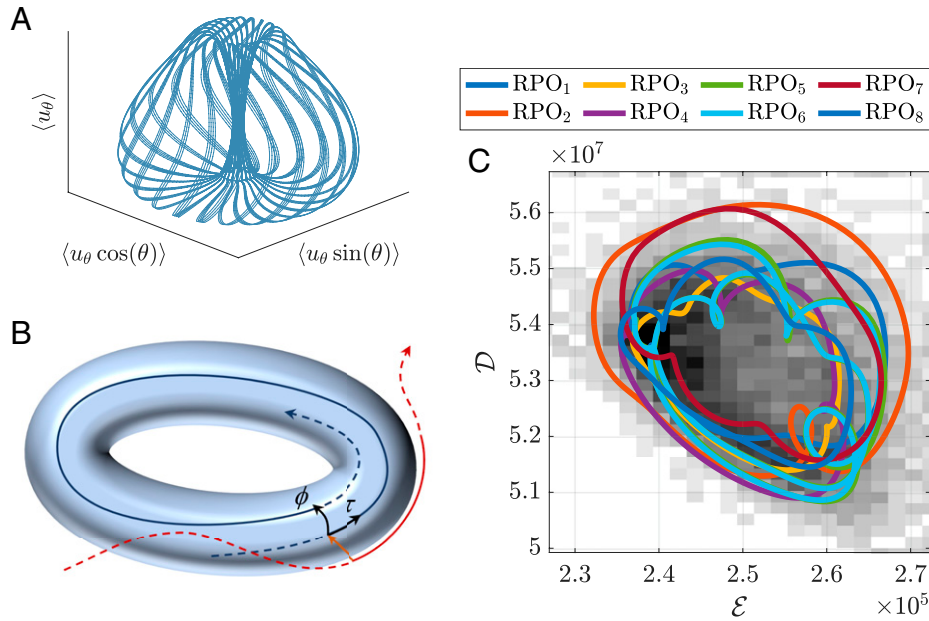 A
⟨u_θ⟩
⟨u_θ cos(θ)⟩
⟨u_θ sin(θ)⟩
B
ϕ
τ
RPO₁ RPO₃ RPO₅ RPO₇
RPO₂ RPO₄ RPO₆ RPO₈
C
×10⁷
5.6
5.5
5.4
5.3
5.2
5.1
5
𝒟
2.3 2.4 2.5 2.6 2.7
ℰ
×10⁵